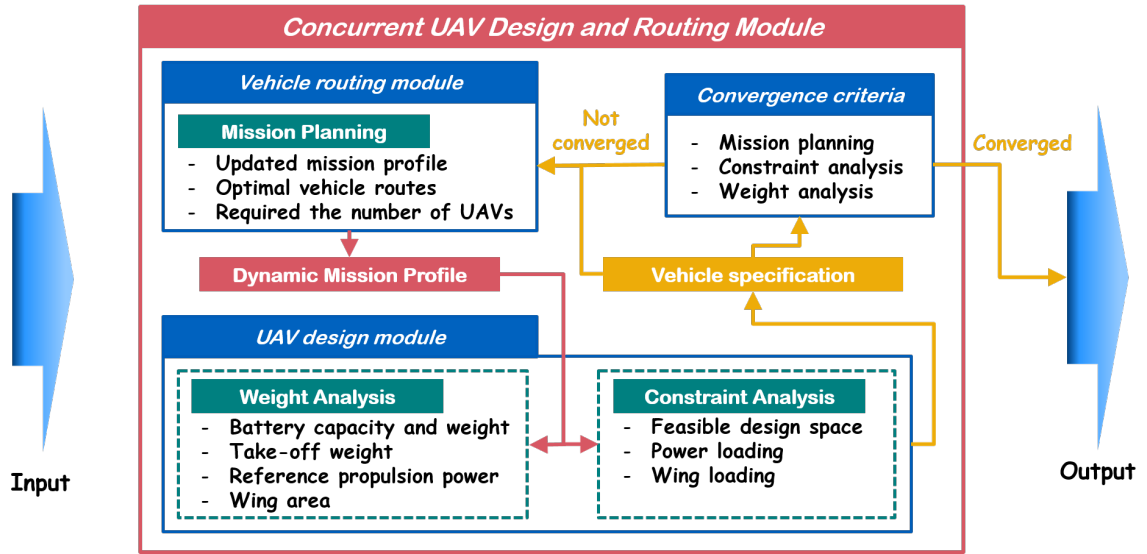 Concurrent UAV Design and Routing Module
Vehicle routing module
Mission Planning
- Updated mission profile
- Optimal vehicle routes
- Required the number of UAVs
Not
converged
Convergence criteria
- Mission planning
- Constraint analysis
- Weight analysis
Converged
Dynamic Mission Profile
Vehicle specification
UAV design module
Weight Analysis
- Battery capacity and weight
- Take-off weight
- Reference propulsion power
- Wing area
Constraint Analysis
- Feasible design space
- Power loading
- Wing loading
Input
Output